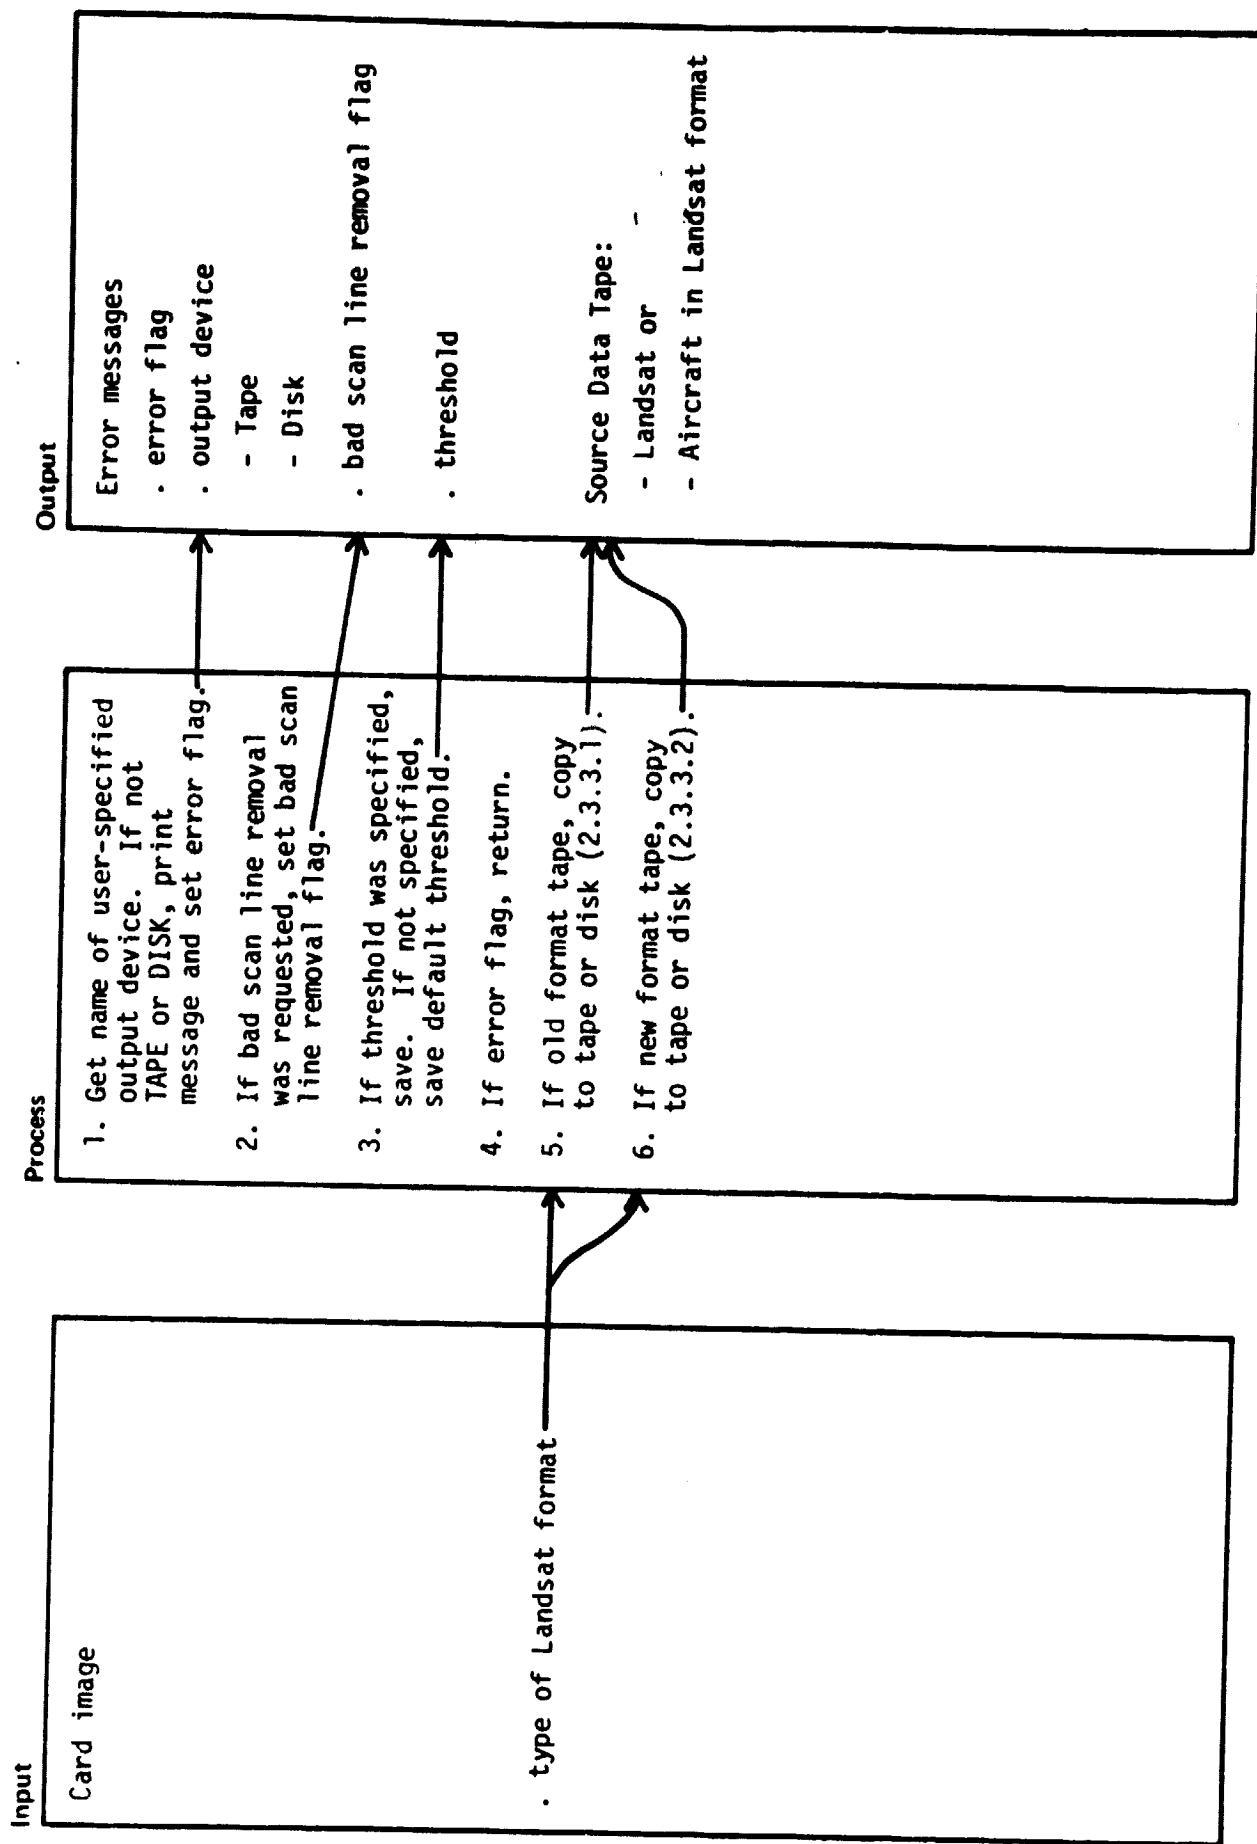 Input
Card image
. type of Landsat format
Process
1. Get name of user-specified
output device. If not
TAPE or DISK, print
message and set error flag.
2. If bad scan line removal
was requested, set bad scan
line removal flag.
3. If threshold was specified,
save. If not specified,
save default threshold.
4. If error flag, return.
5. If old format tape, copy
to tape or disk (2.3.3.1).
6. If new format tape, copy
to tape or disk (2.3.3.2).
Output
Error messages
. error flag
. output device
- Tape
- Disk
. bad scan line removal flag
. threshold
Source Data Tape:
- Landsat or
- Aircraft in Landsat format